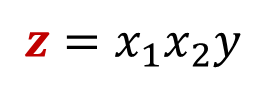 z = x₁x₂y